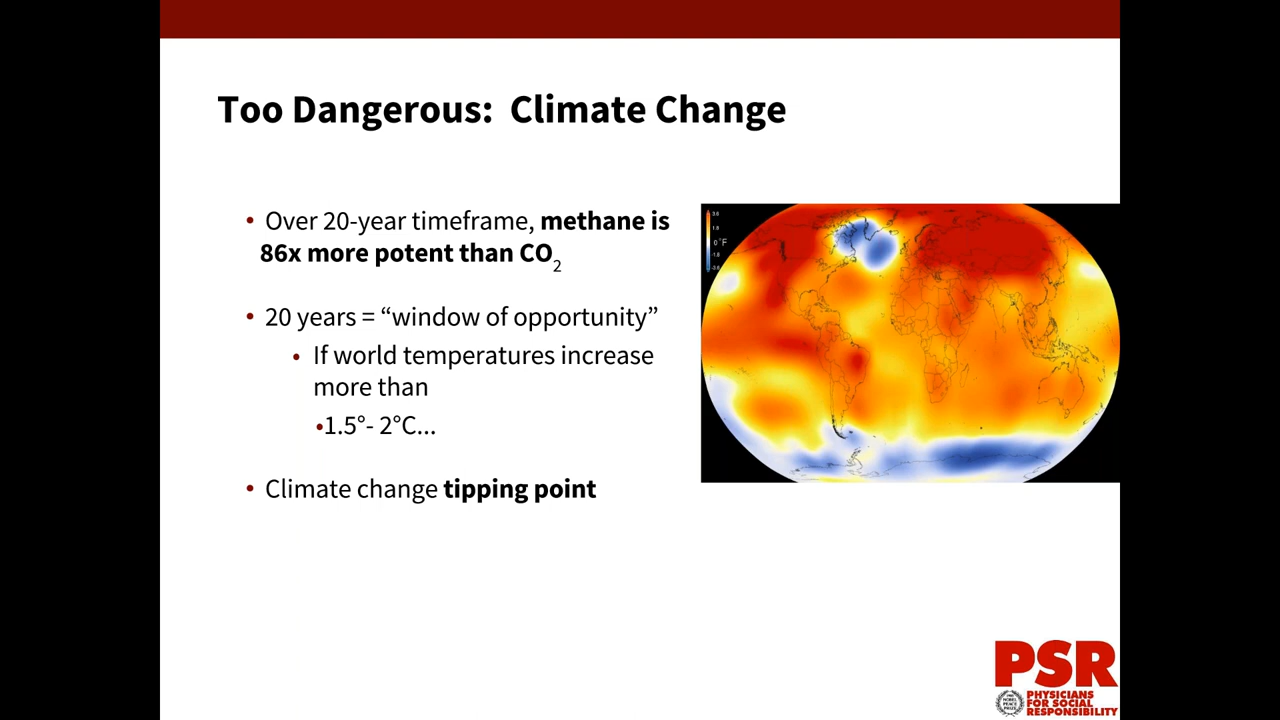 Too Dangerous:  Climate Change
• Over 20-year timeframe, methane is
86x more potent than CO₂
• 20 years = “window of opportunity”
• If world temperatures increase
more than
•1.5°- 2°C...
• Climate change tipping point
°F
PSR
PHYSICIANS
FOR SOCIAL
RESPONSIBILITY